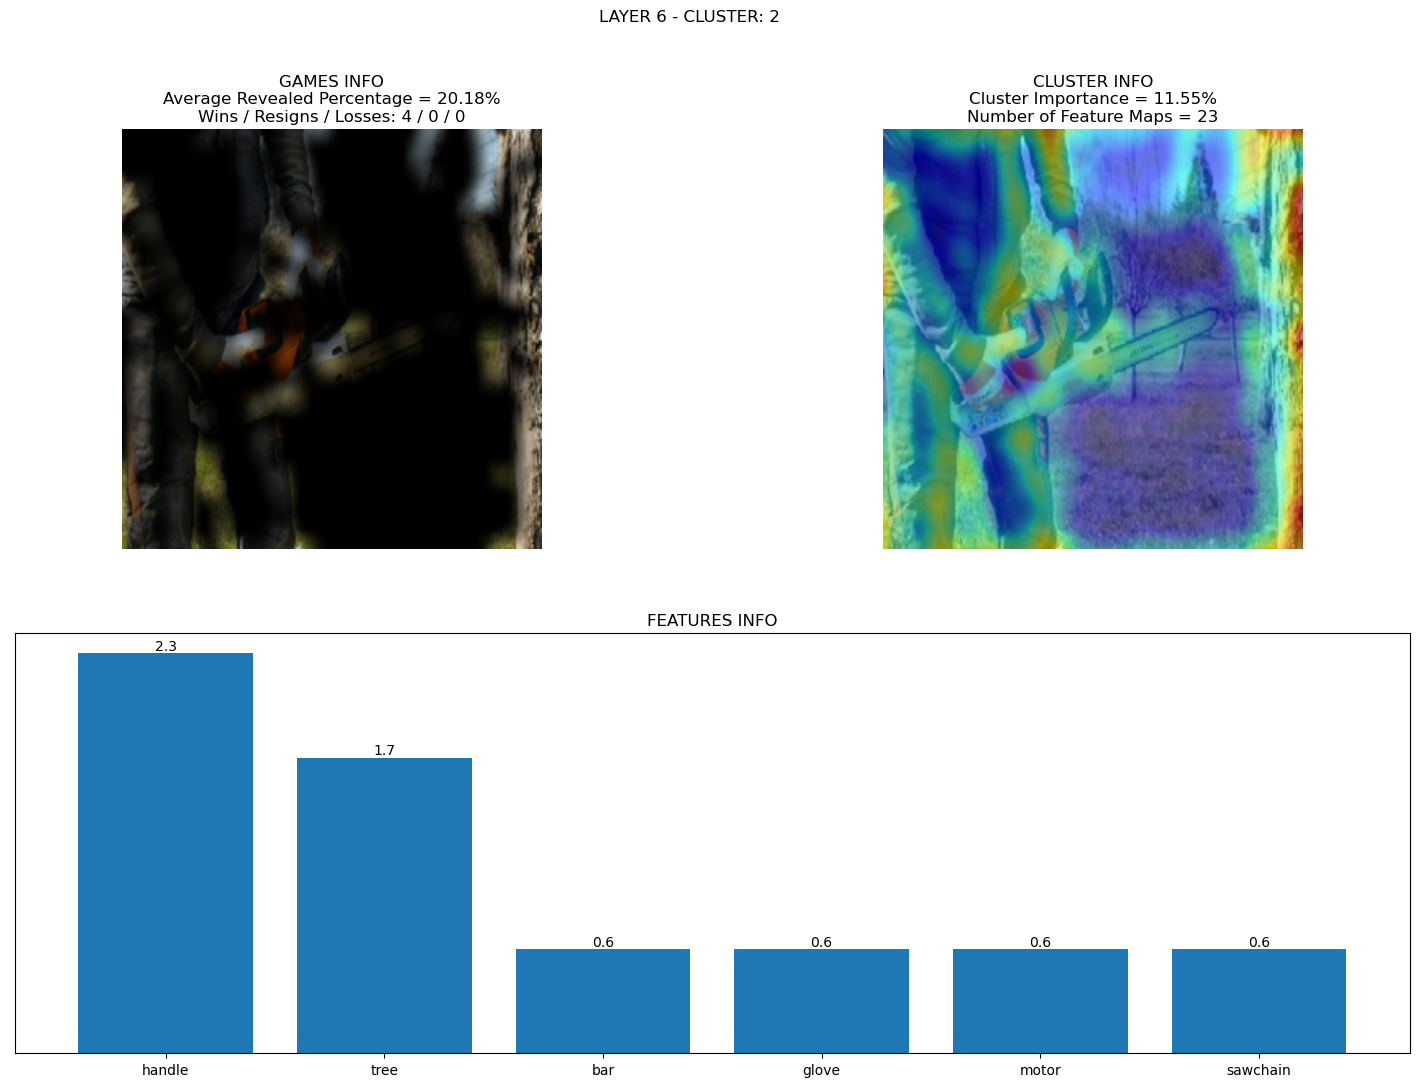 LAYER 6 - CLUSTER: 2
GAMES INFO
Average Revealed Percentage = 20.18%
Wins / Resigns / Losses: 4 / 0 / 0
CLUSTER INFO
Cluster Importance = 11.55%
Number of Feature Maps = 23
FEATURES INFO
2.3
1.7
0.6
0.6
0.6
0.6
handle
tree
bar
glove
motor
sawchain